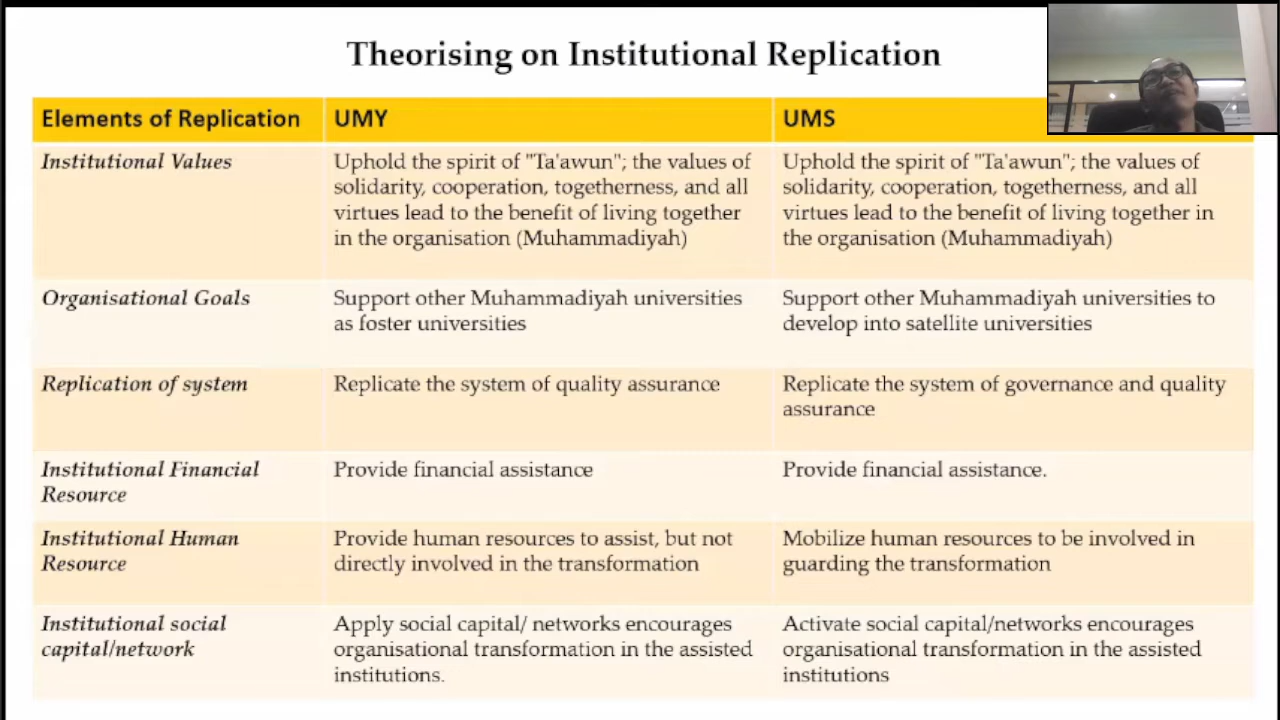 Theorising on Institutional Replication
Elements of Replication
UMY
UMS
Institutional Values
Uphold the spirit of "Ta'awun"; the values of
solidarity, cooperation, togetherness, and all
virtues lead to the benefit of living together
in the organisation (Muhammadiyah)
Uphold the spirit of "Ta'awun"; the values of
solidarity, cooperation, togetherness, and all
virtues lead to the benefit of living together in
the organisation (Muhammadiyah)
Organisational Goals
Support other Muhammadiyah universities
as foster universities
Support other Muhammadiyah universities to
develop into satellite universities
Replication of system
Replicate the system of quality assurance
Replicate the system of governance and quality
assurance
Institutional Financial
Resource
Provide financial assistance
Provide financial assistance.
Institutional Human
Resource
Provide human resources to assist, but not
directly involved in the transformation
Mobilize human resources to be involved in
guarding the transformation
Institutional social
capital/network
Apply social capital/ networks encourages
organisational transformation in the assisted
institutions.
Activate social capital/networks encourages
organisational transformation in the assisted
institutions